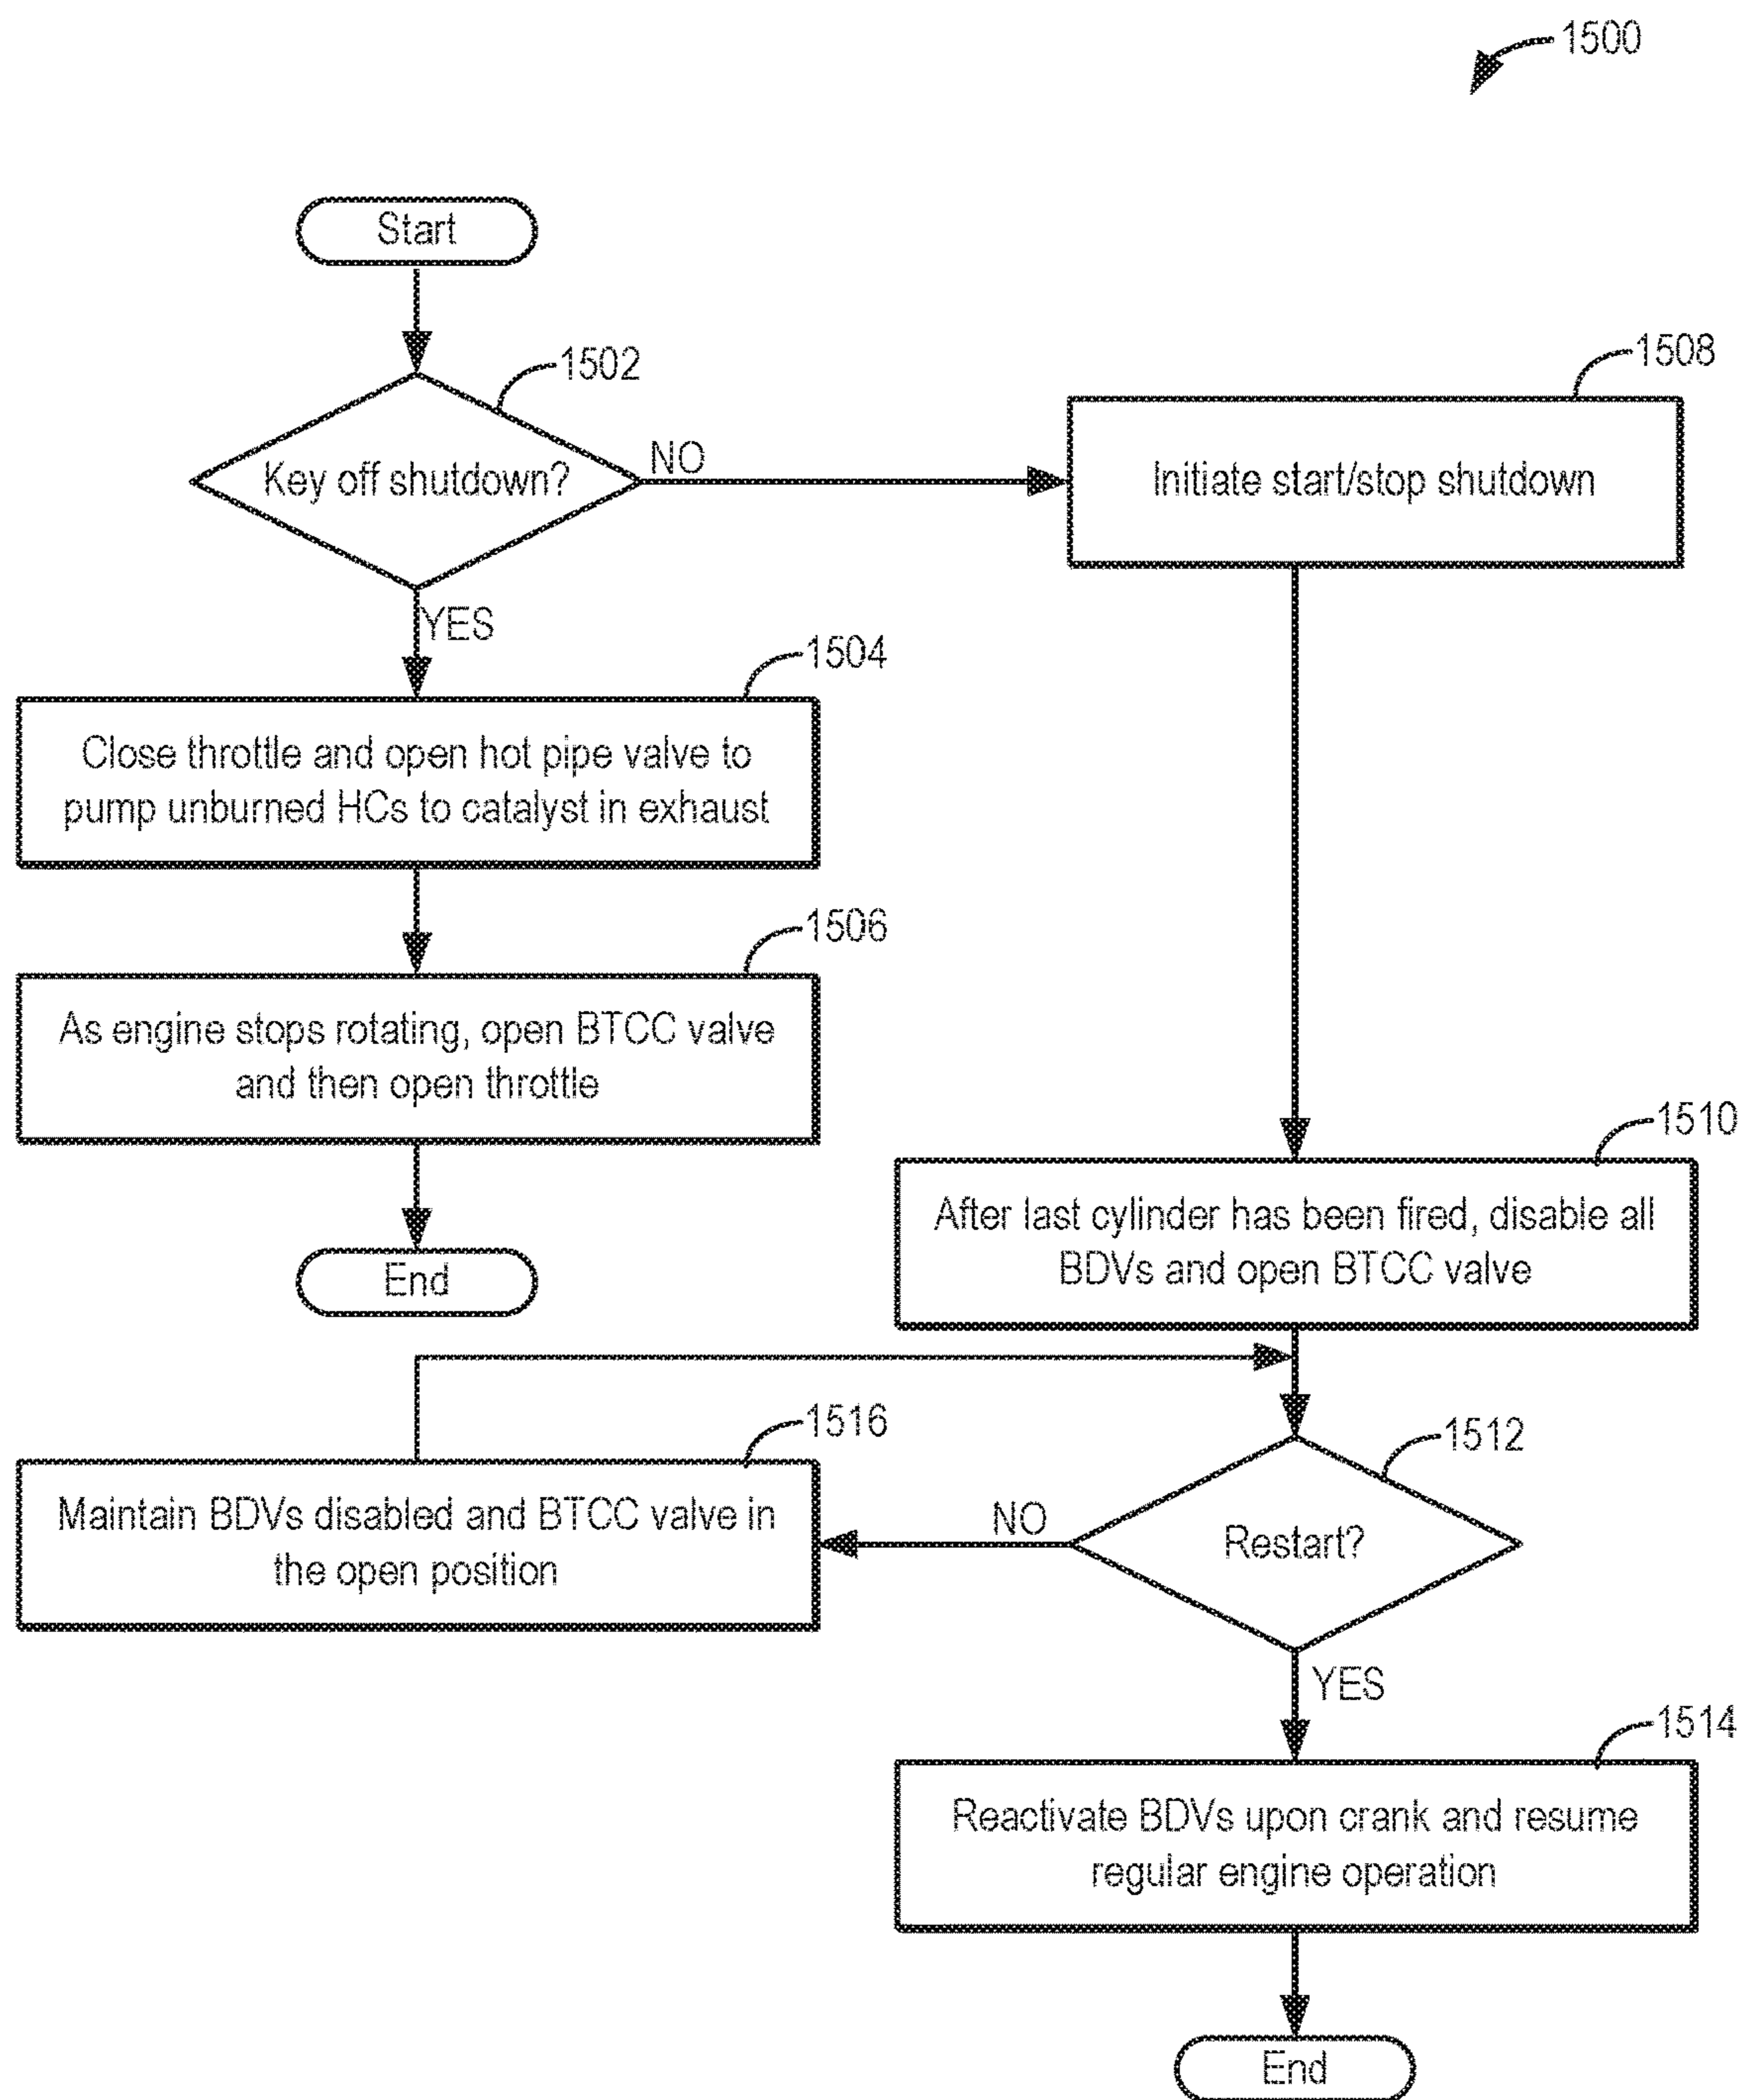 1500
Start
1502
Key off shutdown?
NO
YES
1508
Initiate start/stop shutdown
1504
Close throttle and open hot pipe valve to
pump unburned HCs to catalyst in exhaust
1506
As engine stops rotating, open BTCC valve
and then open throttle
End
1510
After last cylinder has been fired, disable all
BDVs and open BTCC valve
1512
Restart?
NO
YES
1516
Maintain BDVs disabled and BTCC valve in
the open position
1514
Reactivate BDVs upon crank and resume
regular engine operation
End